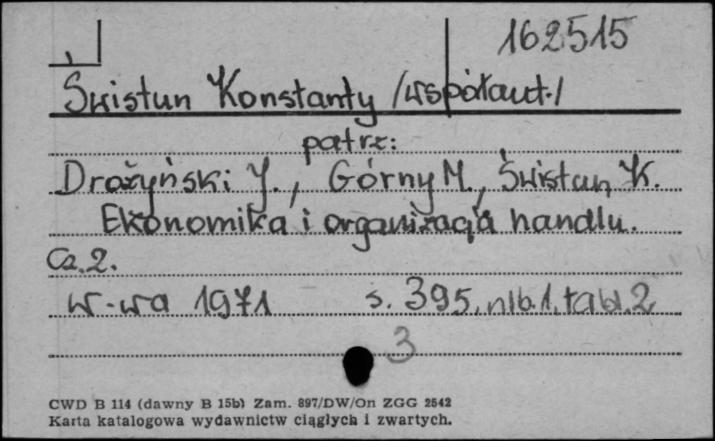 162515
Świstun Konstanty /współaut./
patrz:
Drożyński J., Górny M., Świstun K.
Ekonomika i organizacja handlu.
Cz. 2.
W-wa 1971 s. 395, nlb. 1, tabl. 2
3
CWD B 114 (dawny B 15b) Zam. 897/DW/On ZGG 2542
Karta katalogowa wydawnictw ciągłych i zwartych.